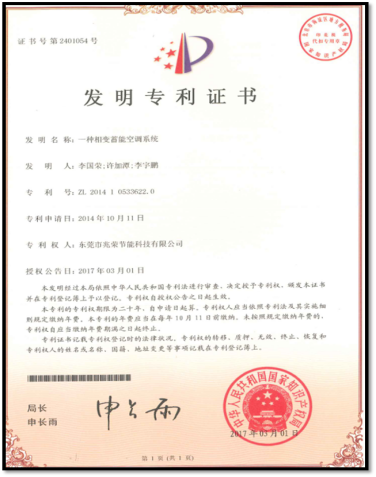 证书号第2401054号
发明专利证书
发明名称：一种相变蓄能空调系统
发明人：李国荣;许加潭;李宇鹏
专利号：ZL 2014 1 0533622.0
专利申请日：2014年10月11日
专利权人：东莞市兆荣节能科技有限公司
授权公告日：2017年03月01日
本发明经过本局依照中华人民共和国专利法进行审查，决定授予专利权，颁发本证书
并在专利登记簿上予以登记。专利权自授权公告之日起生效。
本专利的专利权期限为二十年，自申请日起算。专利权人应当依照专利法及其实施细
则规定缴纳年费。本专利的年费应当在每年10月11日前缴纳。未按照规定缴纳年费的，
专利权自应当缴纳年费期满之日起终止。
专利证书记载专利权登记时的法律状况。专利权的转移、质押、无效、终止、恢复和
专利权人的姓名或名称、国籍、地址变更等事项记载在专利登记簿上。
局长
申长雨
申长雨
中华人民共和国国家知识产权局
2017年03月01日
第1页(共1页)